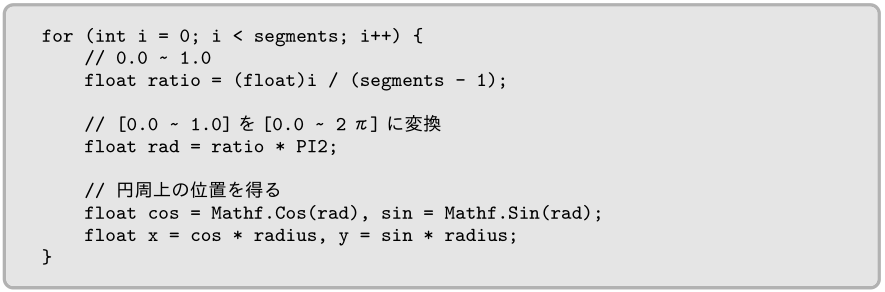 for (int i = 0; i < segments; i++) {
    // 0.0 ~ 1.0
    float ratio = (float)i / (segments - 1);

    // [0.0 ~ 1.0] を [0.0 ~ 2 π] に変換
    float rad = ratio * PI2;

    // 円周上の位置を得る
    float cos = Mathf.Cos(rad), sin = Mathf.Sin(rad);
    float x = cos * radius, y = sin * radius;
}